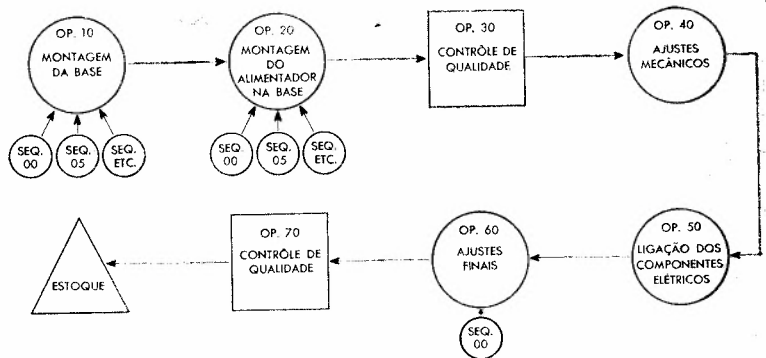 OP. 10
MONTAGEM
DA BASE
OP. 20
MONTAGEM
DO
ALIMENTADOR
NA BASE
OP. 30
CONTRÔLE DE
QUALIDADE
OP. 40
AJUSTES
MECÂNICOS
SEQ.
00
SEQ.
05
SEQ.
ETC.
SEQ.
00
SEQ.
05
SEQ.
ETC.
ESTOQUE
OP. 70
CONTRÔLE DE
QUALIDADE
OP. 60
AJUSTES
FINAIS
OP. 50
LIGAÇÃO DOS
COMPONENTES
ELÉTRICOS
SEQ.
00